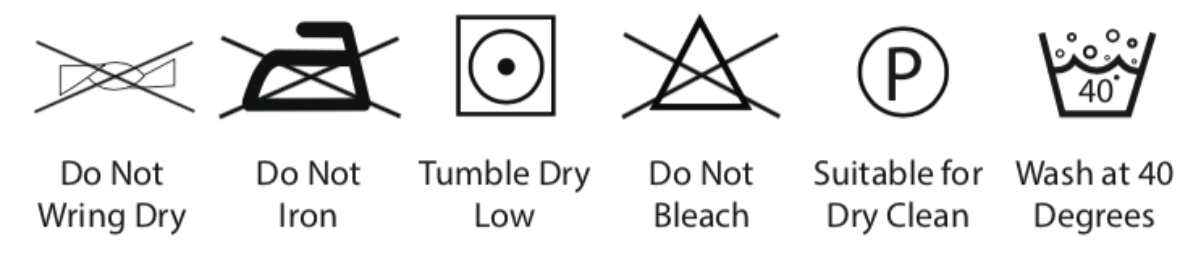 P
40°
Do Not
Wring Dry
Do Not
Iron
Tumble Dry
Low
Do Not
Bleach
Suitable for
Dry Clean
Wash at 40
Degrees